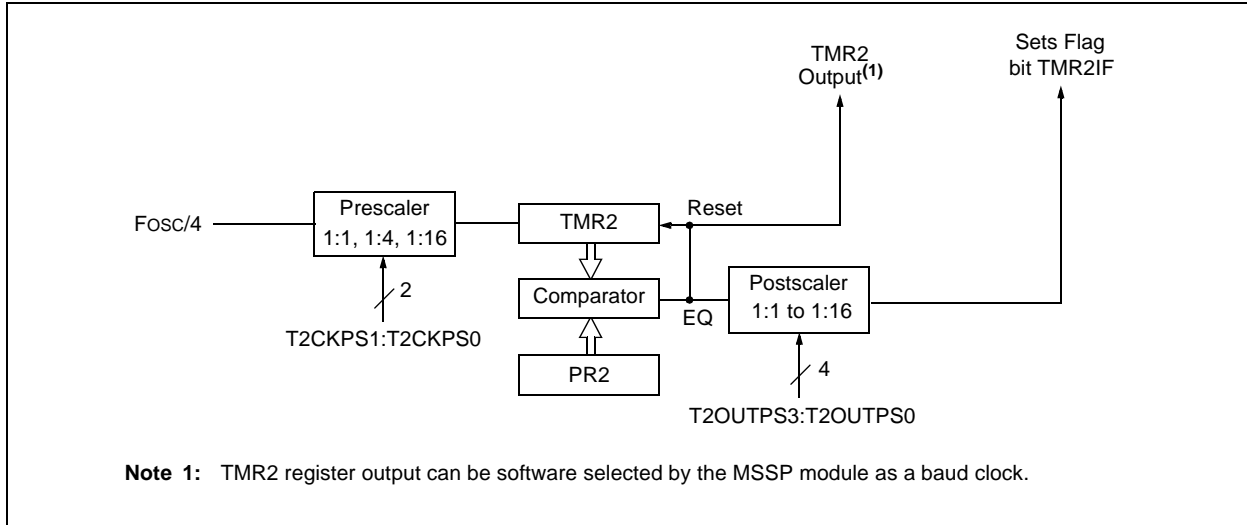 TMR2
Output(1)
Sets Flag
bit TMR2IF
Fosc/4
Prescaler
1:1, 1:4, 1:16
TMR2
Reset
2
Comparator
EQ
Postscaler
1:1 to 1:16
T2CKPS1:T2CKPS0
PR2
4
T2OUTPS3:T2OUTPS0
Note 1: TMR2 register output can be software selected by the MSSP module as a baud clock.